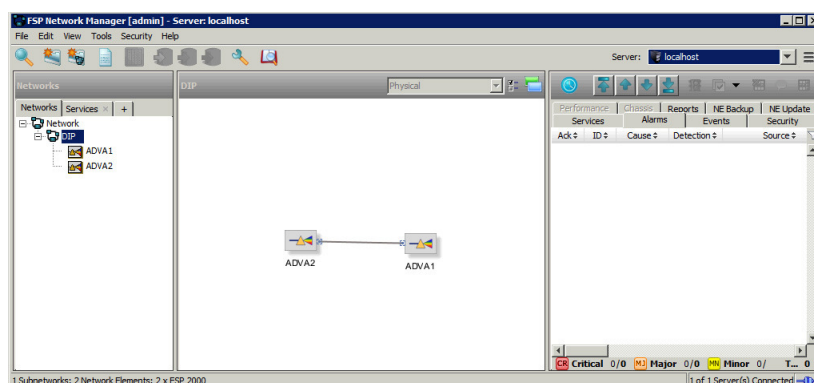 FSP Network Manager [admin] - Server: localhost
File Edit View Tools Security Help
Server: localhost
Networks
DIP
Physical
Networks Services × +
Network
DIP
ADVA1
ADVA2
ADVA2
ADVA1
Performance Chassis Reports NE Backup NE Update
Services Alarms Events Security
Ack ID Cause Detection Source
CR Critical 0/0 MJ Major 0/0 MN Minor 0/ T... 0
1 Subnetworks: 2 Network Elements: 2 x FSP 2000
1 of 1 Server(s) Connected